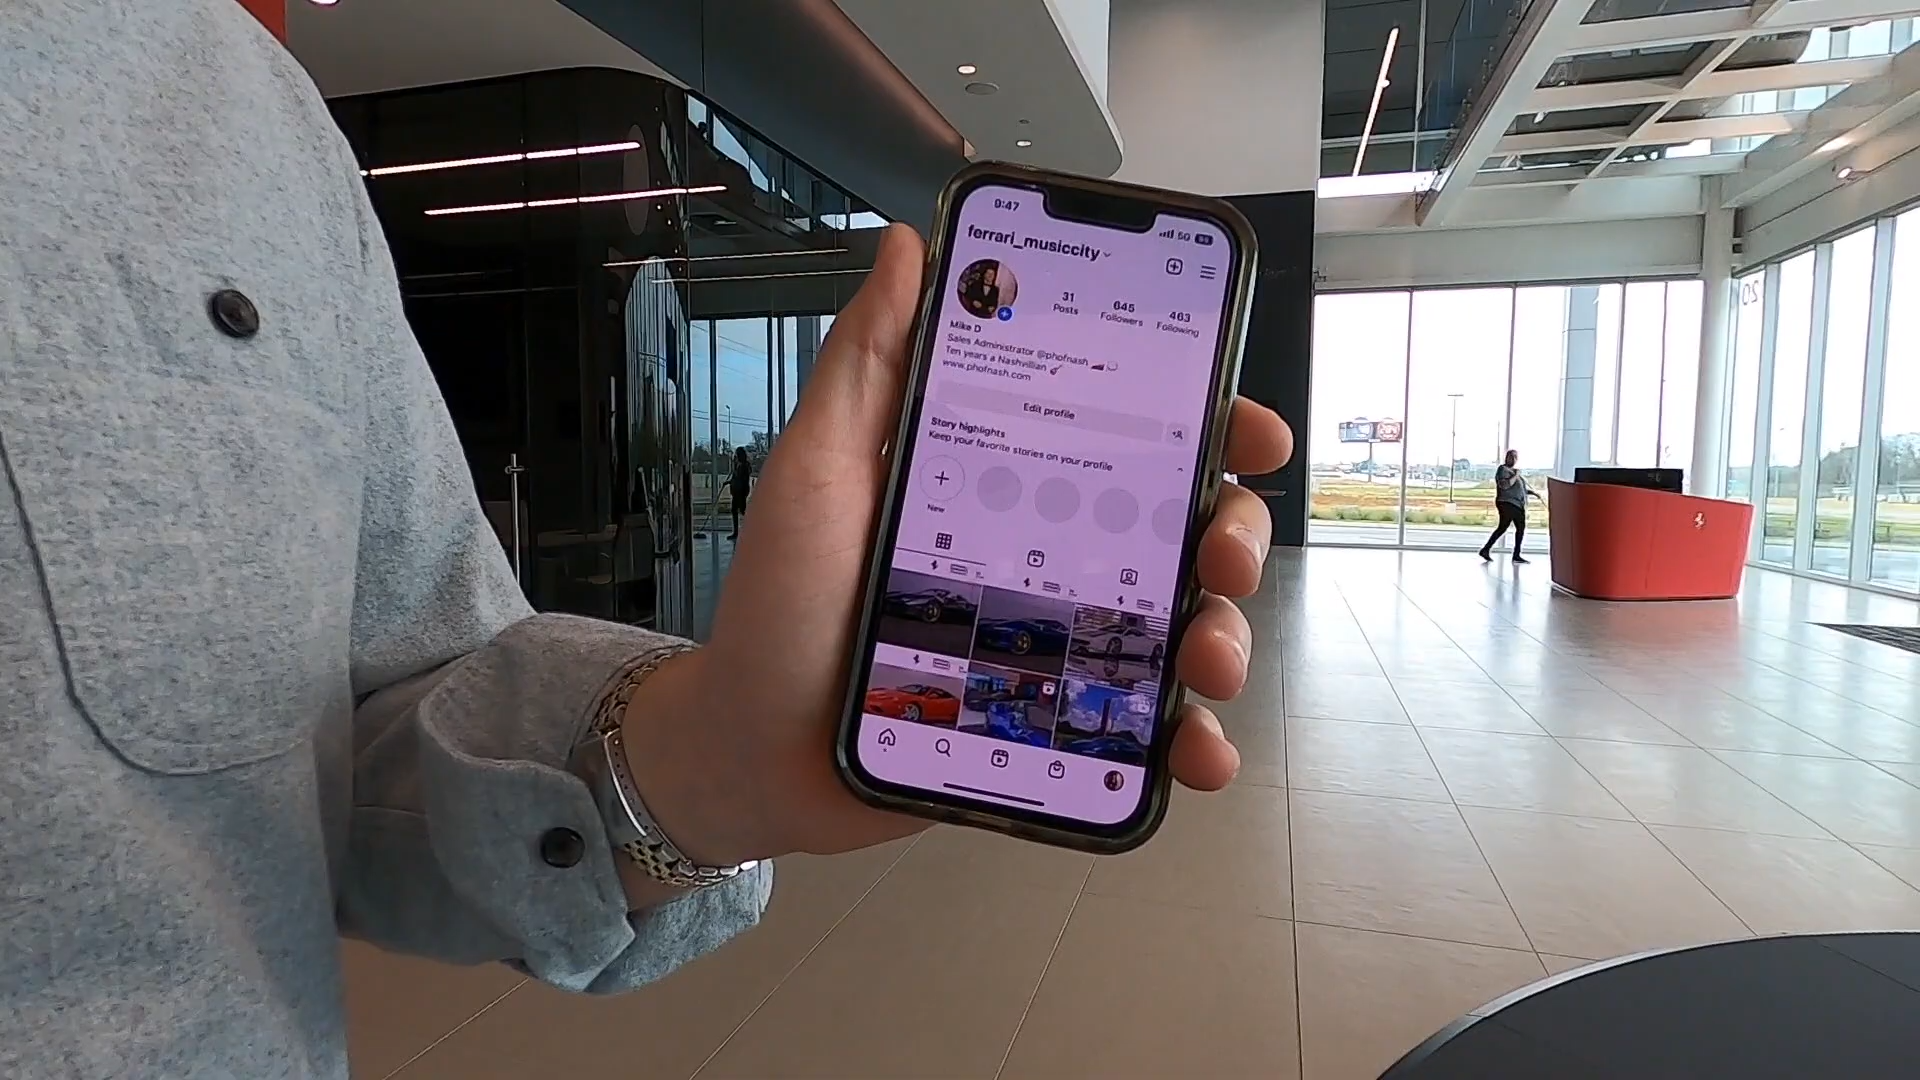 9:47
5G
ferrari_musiccity
31
Posts
645
Followers
463
Following
Mike D
Sales Administrator @phofnash
Ten years a Nashvillian
www.phofnash.com
Edit profile
Story highlights
Keep your favorite stories on your profile
New